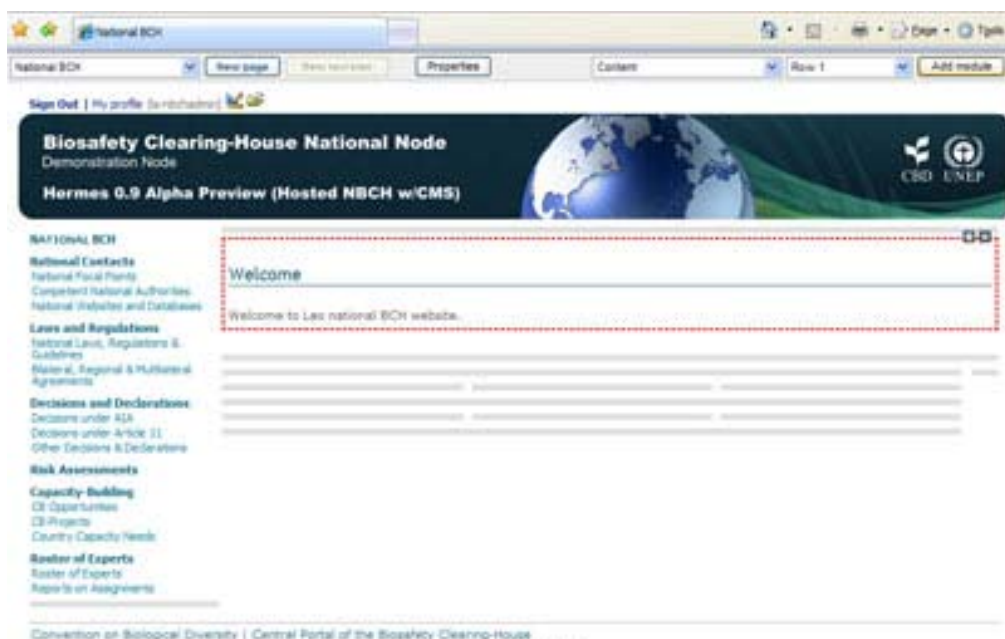 National BCH
Page
Tools
National BCH
New page
Properties
Content
Row 1
Add module
Sign Out | My profile
Biosafety Clearing-House National Node
Demonstration Node
Hermes 0.9 Alpha Preview (Hosted NBCH w/CMS)
CBD UNEP
NATIONAL BCH
National Contacts
National Focal Points
Competent National Authorities
National Websites and Databases
Laws and Regulations
National Laws, Regulations &
Guidelines
Bilateral, Regional & Multilateral
Agreements
Decisions and Declarations
Decisions under AIA
Decisions under Article 11
Other Decisions & Declarations
Risk Assessments
Capacity-Building
CB Opportunities
CB Projects
Country Capacity Needs
Roster of Experts
Roster of Experts
Reports on Assignments
Welcome
Welcome to Lao national BCH website.
Convention on Biological Diversity | Central Portal of the Biosafety Clearing-House